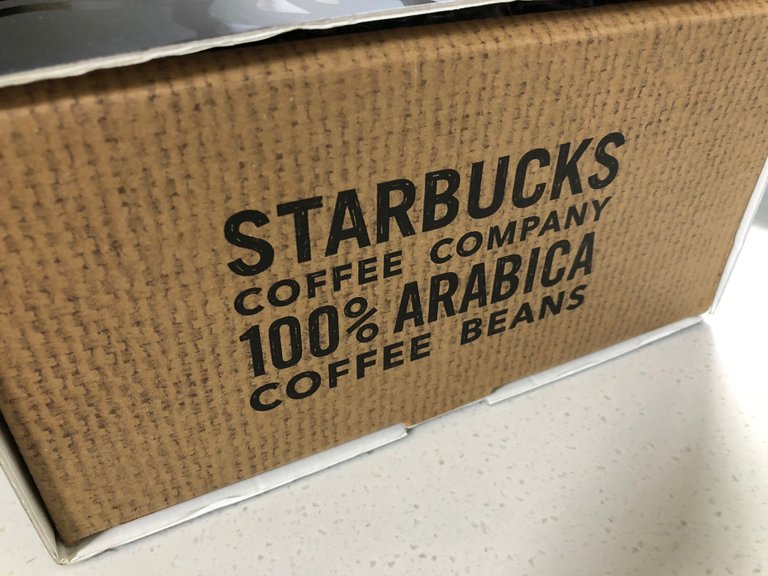 STARBUCKS
COFFEE COMPANY
100% ARABICA
COFFEE BEANS